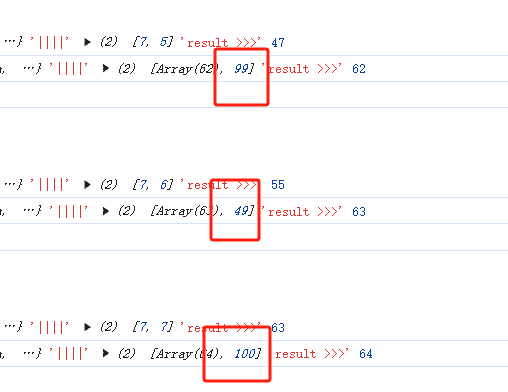 …} '||||' ▶ (2) [7, 5] 'result >>>' 47
, …} '||||' ▶ (2) [Array(62), 99] 'result >>>' 62
…} '||||' ▶ (2) [7, 6] 'result >>>' 55
, …} '||||' ▶ (2) [Array(63), 49] 'result >>>' 63
…} '||||' ▶ (2) [7, 7] 'result >>>' 63
, …} '||||' ▶ (2) [Array(64), 100] 'result >>>' 64